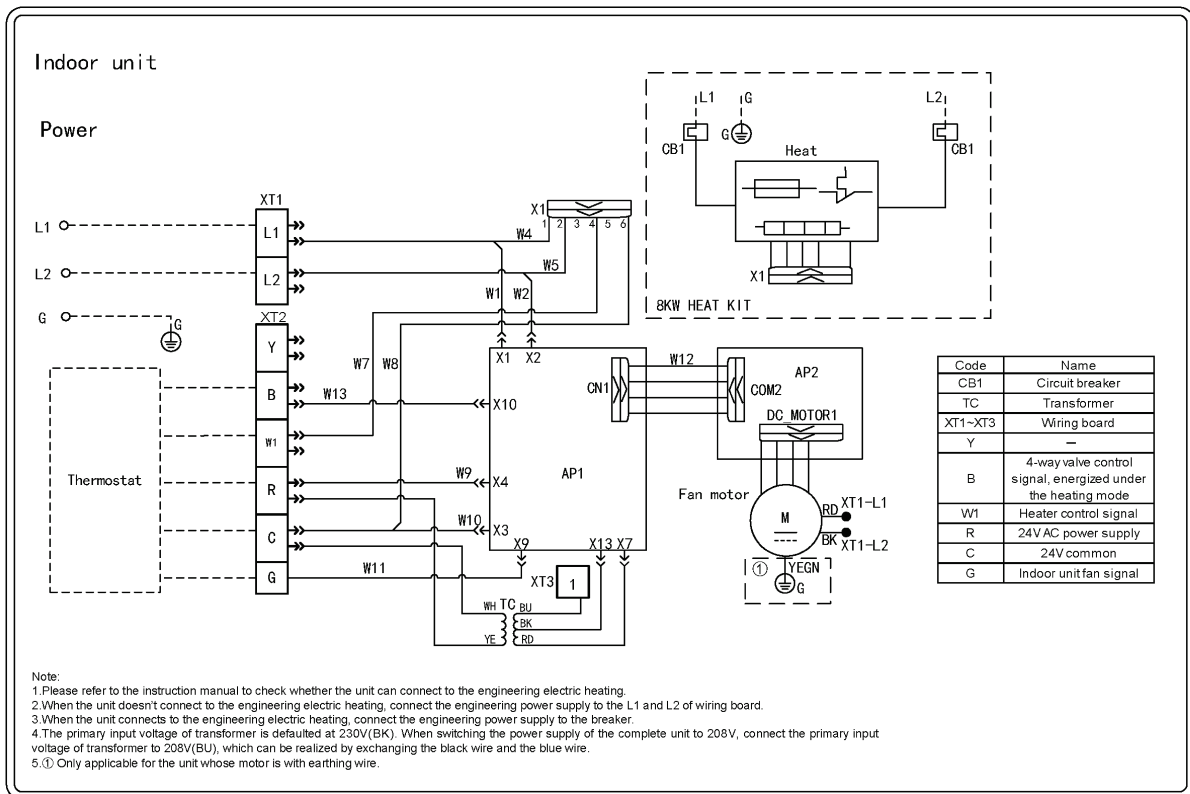 Indoor unit
Power
L1
L2
G
G
XT1
L1
L2
XT2
Y
B
W1
R
C
G
Thermostat
W13
W7
W8
W9
W10
W11
W4
W5
W1
W2
X1
1 2 3 4 5 6
X1 X2
X10
X4
X3
AP1
CN1
X9 X13 X7
XT3
1
WH TC BU
BK
YE RD
W12
AP2
COM2
DC_MOTOR1
Fan motor
M
RD XT1-L1
BK XT1-L2
① YEGN
G
L1 G L2
CB1 G CB1
Heat
X1
8KW HEAT KIT
Code Name
CB1 Circuit breaker
TC Transformer
XT1~XT3 Wiring board
Y —
B 4-way valve control
signal, energized under
the heating mode
W1 Heater control signal
R 24V AC power supply
C 24V common
G Indoor unit fan signal
Note:
1.Please refer to the instruction manual to check whether the unit can connect to the engineering electric heating.
2.When the unit doesn't connect to the engineering electric heating, connect the engineering power supply to the L1 and L2 of wiring board.
3.When the unit connects to the engineering electric heating, connect the engineering power supply to the breaker.
4.The primary input voltage of transformer is defaulted at 230V(BK). When switching the power supply of the complete unit to 208V, connect the primary input
voltage of transformer to 208V(BU), which can be realized by exchanging the black wire and the blue wire.
5.① Only applicable for the unit whose motor is with earthing wire.